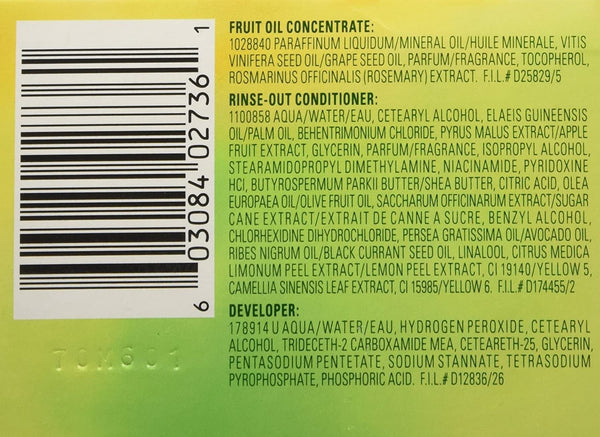 FRUIT OIL CONCENTRATE:
1028840 PARAFFINUM LIQUIDUM/MINERAL OIL/HUILE MINERALE, VITIS
VINIFERA SEED OIL/GRAPE SEED OIL, PARFUM/FRAGRANCE, TOCOPHEROL,
ROSMARINUS OFFICINALIS (ROSEMARY) EXTRACT. F.I.L.# D25829/5
RINSE-OUT CONDITIONER:
1100858 AQUA/WATER/EAU, CETEARYL ALCOHOL, ELAEIS GUINEENSIS
OIL/PALM OIL, BEHENTRIMONIUM CHLORIDE, PYRUS MALUS EXTRACT/APPLE
FRUIT EXTRACT, GLYCERIN, PARFUM/FRAGRANCE, ISOPROPYL ALCOHOL,
STEARAMIDOPROPYL DIMETHYLAMINE, NIACINAMIDE, PYRIDOXINE
HCI, BUTYROSPERMUM PARKII BUTTER/SHEA BUTTER, CITRIC ACID, OLEA
EUROPAEA OIL/OLIVE FRUIT OIL, SACCHARUM OFFICINARUM EXTRACT/SUGAR
CANE EXTRACT/EXTRAIT DE CANNE A SUCRE, BENZYL ALCOHOL,
CHLORHEXIDINE DIHYDROCHLORIDE, PERSEA GRATISSIMA OIL/AVOCADO OIL,
RIBES NIGRUM OIL/BLACK CURRANT SEED OIL, LINALOOL, CITRUS MEDICA
LIMONUM PEEL EXTRACT/LEMON PEEL EXTRACT, CI 19140/YELLOW 5,
CAMELLIA SINENSIS LEAF EXTRACT, CI 15985/YELLOW 6. F.I.L.# D174455/2
DEVELOPER:
178914 U AQUA/WATER/EAU, HYDROGEN PEROXIDE, CETEARYL
ALCOHOL, TRIDECETH-2 CARBOXAMIDE MEA, CETEARETH-25, GLYCERIN,
PENTASODIUM PENTETATE, SODIUM STANNATE, TETRASODIUM
PYROPHOSPHATE, PHOSPHORIC ACID. F.I.L.# D12836/26
6 03084 02736 1
70M601